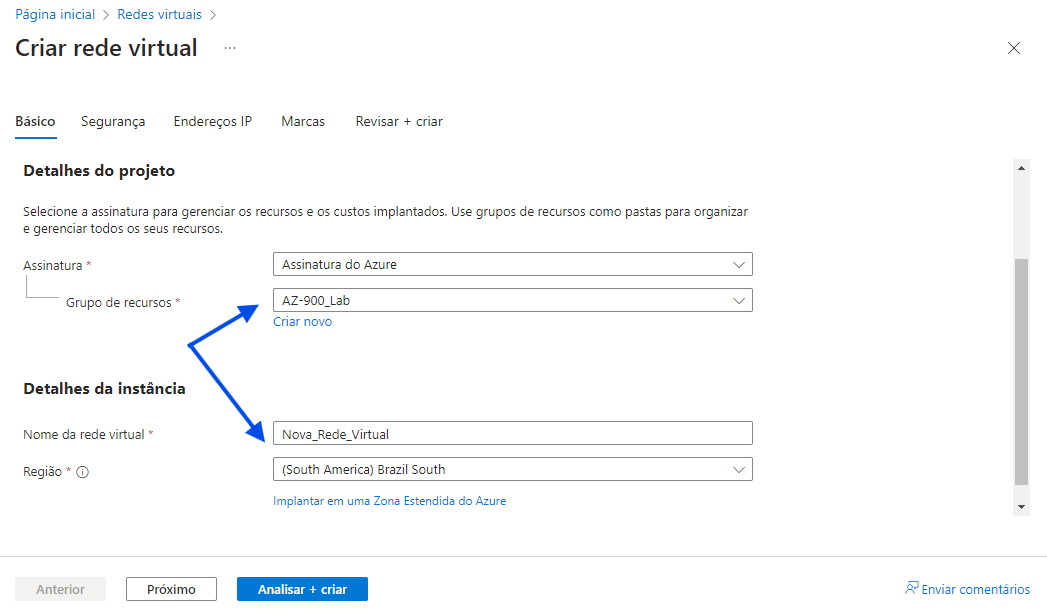 Página inicial > Redes virtuais >
Criar rede virtual ...
Básico Segurança Endereços IP Marcas Revisar + criar
Detalhes do projeto
Selecione a assinatura para gerenciar os recursos e os custos implantados. Use grupos de recursos como pastas para organizar
e gerenciar todos os seus recursos.
Assinatura * Assinatura do Azure
Grupo de recursos * AZ-900_Lab
Criar novo
Detalhes da instância
Nome da rede virtual * Nova_Rede_Virtual
Região * (South America) Brazil South
Implantar em uma Zona Estendida do Azure
Anterior Próximo Analisar + criar Enviar comentários